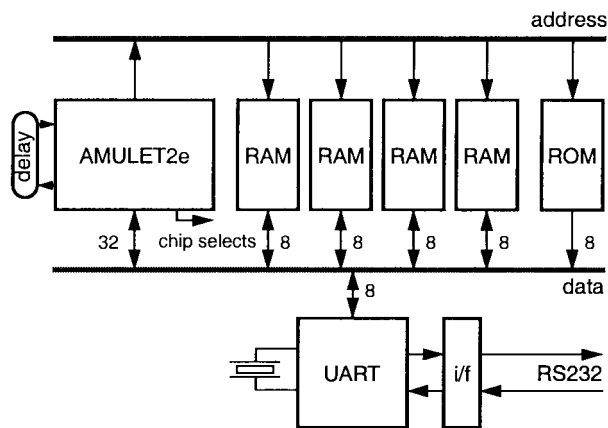 address
delay
AMULET2e
RAM
RAM
RAM
RAM
ROM
32
chip selects
8
8
8
8
8
data
8
UART
i/f
RS232